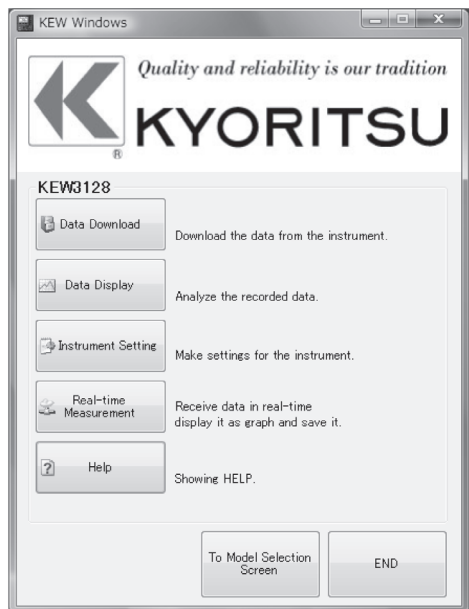 KEW Windows
Quality and reliability is our tradition
KYORITSU
®
KEW3128
Data Download
Download the data from the instrument.
Data Display
Analyze the recorded data.
Instrument Setting
Make settings for the instrument.
Real-time
Measurement
Receive data in real-time
display it as graph and save it.
Help
Showing HELP.
To Model Selection
Screen
END